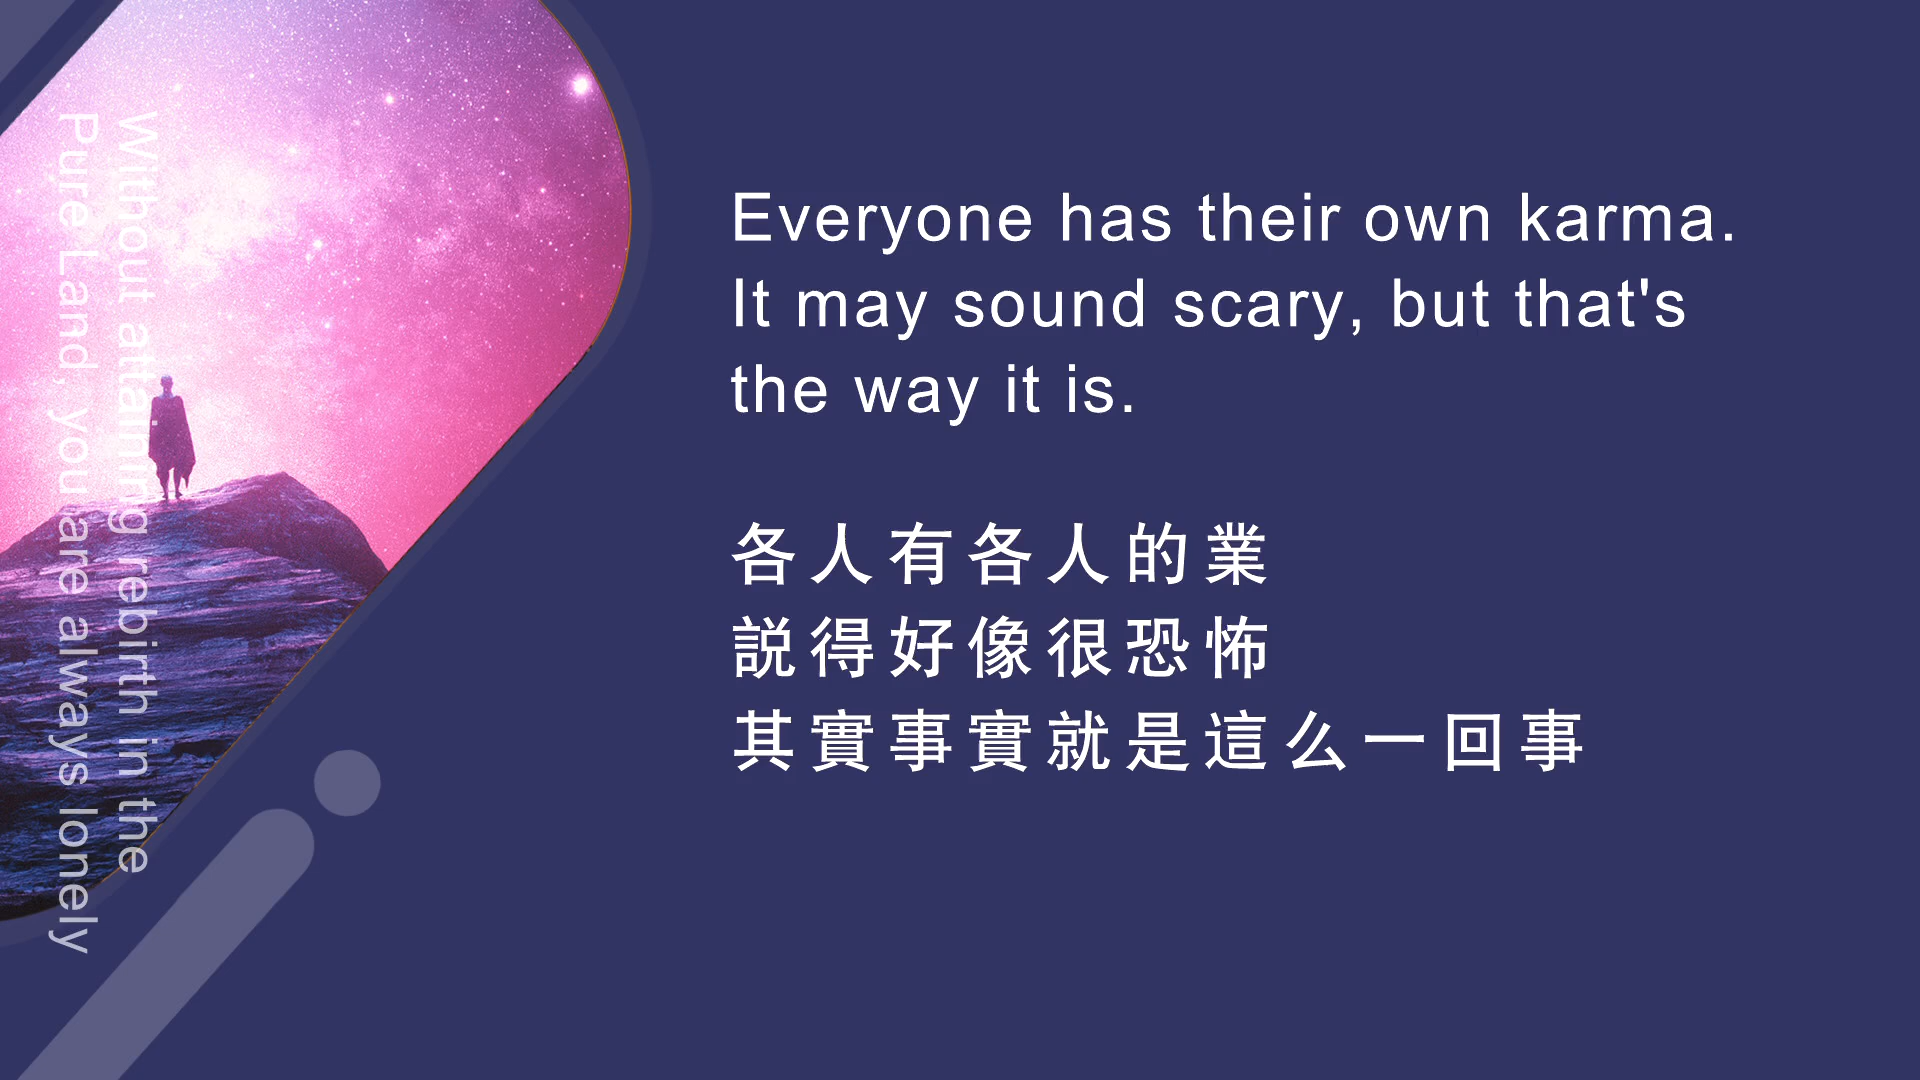 Without attaining rebirth in the
Pure Land, you are always lonely
Everyone has their own karma.
It may sound scary, but that's
the way it is.
各人有各人的業
説得好像很恐怖
其實事實就是這么一回事